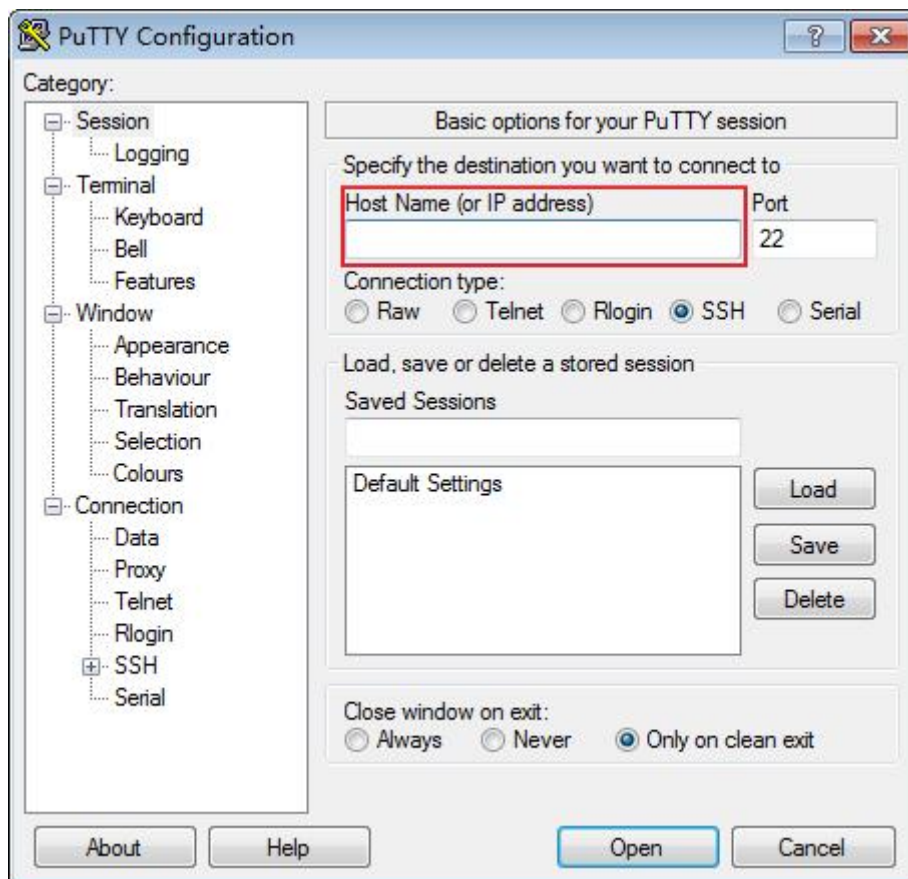 PuTTY Configuration
Category:
Session
Logging
Terminal
Keyboard
Bell
Features
Window
Appearance
Behaviour
Translation
Selection
Colours
Connection
Data
Proxy
Telnet
Rlogin
SSH
Serial
Basic options for your PuTTY session
Specify the destination you want to connect to
Host Name (or IP address) Port
22
Connection type:
Raw Telnet Rlogin SSH Serial
Load, save or delete a stored session
Saved Sessions
Default Settings
Load
Save
Delete
Close window on exit:
Always Never Only on clean exit
About Help Open Cancel